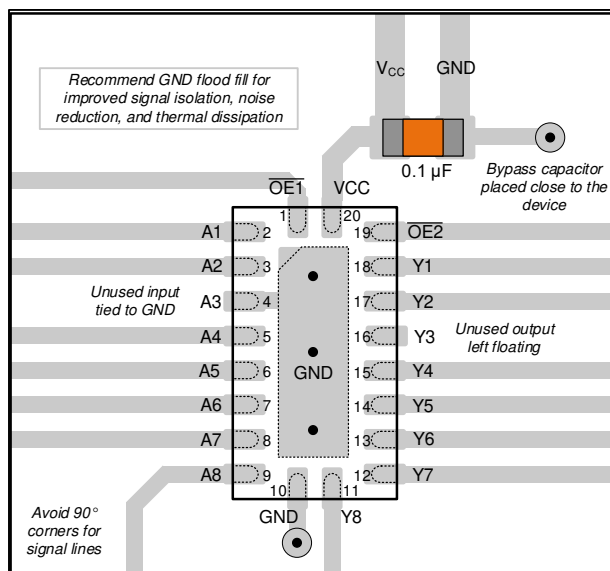 Recommend GND flood fill for
improved signal isolation, noise
reduction, and thermal dissipation
VCC GND
0.1 µF
Bypass capacitor
placed close to the
device
OE1 VCC
1 20
A1 2 19 OE2
A2 3 18 Y1
A3 4 17 Y2
Unused input
tied to GND
A4 5 16 Y3
Unused output
left floating
A5 6 15 Y4
GND
A6 7 14 Y5
A7 8 13 Y6
A8 9 12 Y7
10 11
GND Y8
Avoid 90°
corners for
signal lines